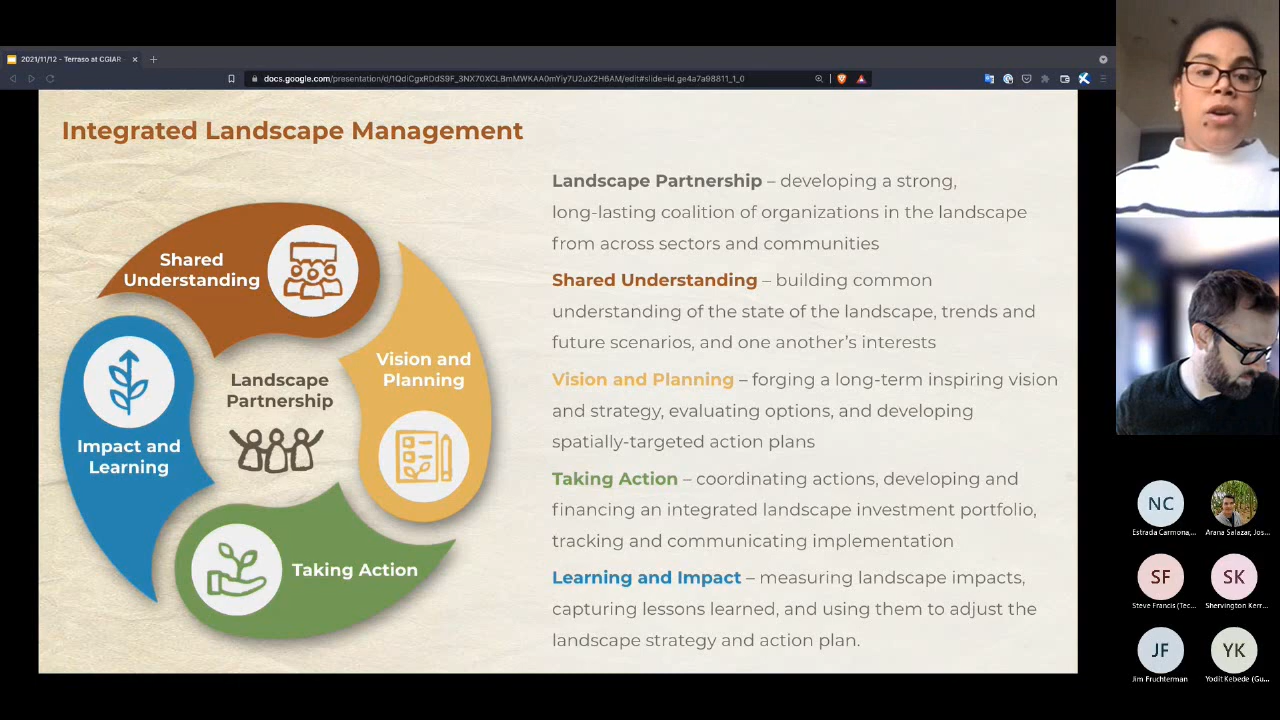 2021/11/12 - Terraso at CGIAR
docs.google.com/presentation/d/1QdiCgxRDdS9F_3NX70XCLBmMWKAA0mYiy7U2uX2H6AM/edit#slide=id.ge4a7a98811_1_0
Integrated Landscape Management
Shared
Understanding
Vision and
Planning
Landscape
Partnership
Impact and
Learning
Taking Action
Landscape Partnership – developing a strong,
long-lasting coalition of organizations in the landscape
from across sectors and communities
Shared Understanding – building common
understanding of the state of the landscape, trends and
future scenarios, and one another's interests
Vision and Planning – forging a long-term inspiring vision
and strategy, evaluating options, and developing
spatially-targeted action plans
Taking Action – coordinating actions, developing and
financing an integrated landscape investment portfolio,
tracking and communicating implementation
Learning and Impact – measuring landscape impacts,
capturing lessons learned, and using them to adjust the
landscape strategy and action plan.
NC
Estrada Carmona,...
Arana Salazar, Jos...
SF
Steve Francis (Tec...
SK
Shervington Kerr...
JF
Jim Fruchterman
YK
Yodit Kebede (Gu...